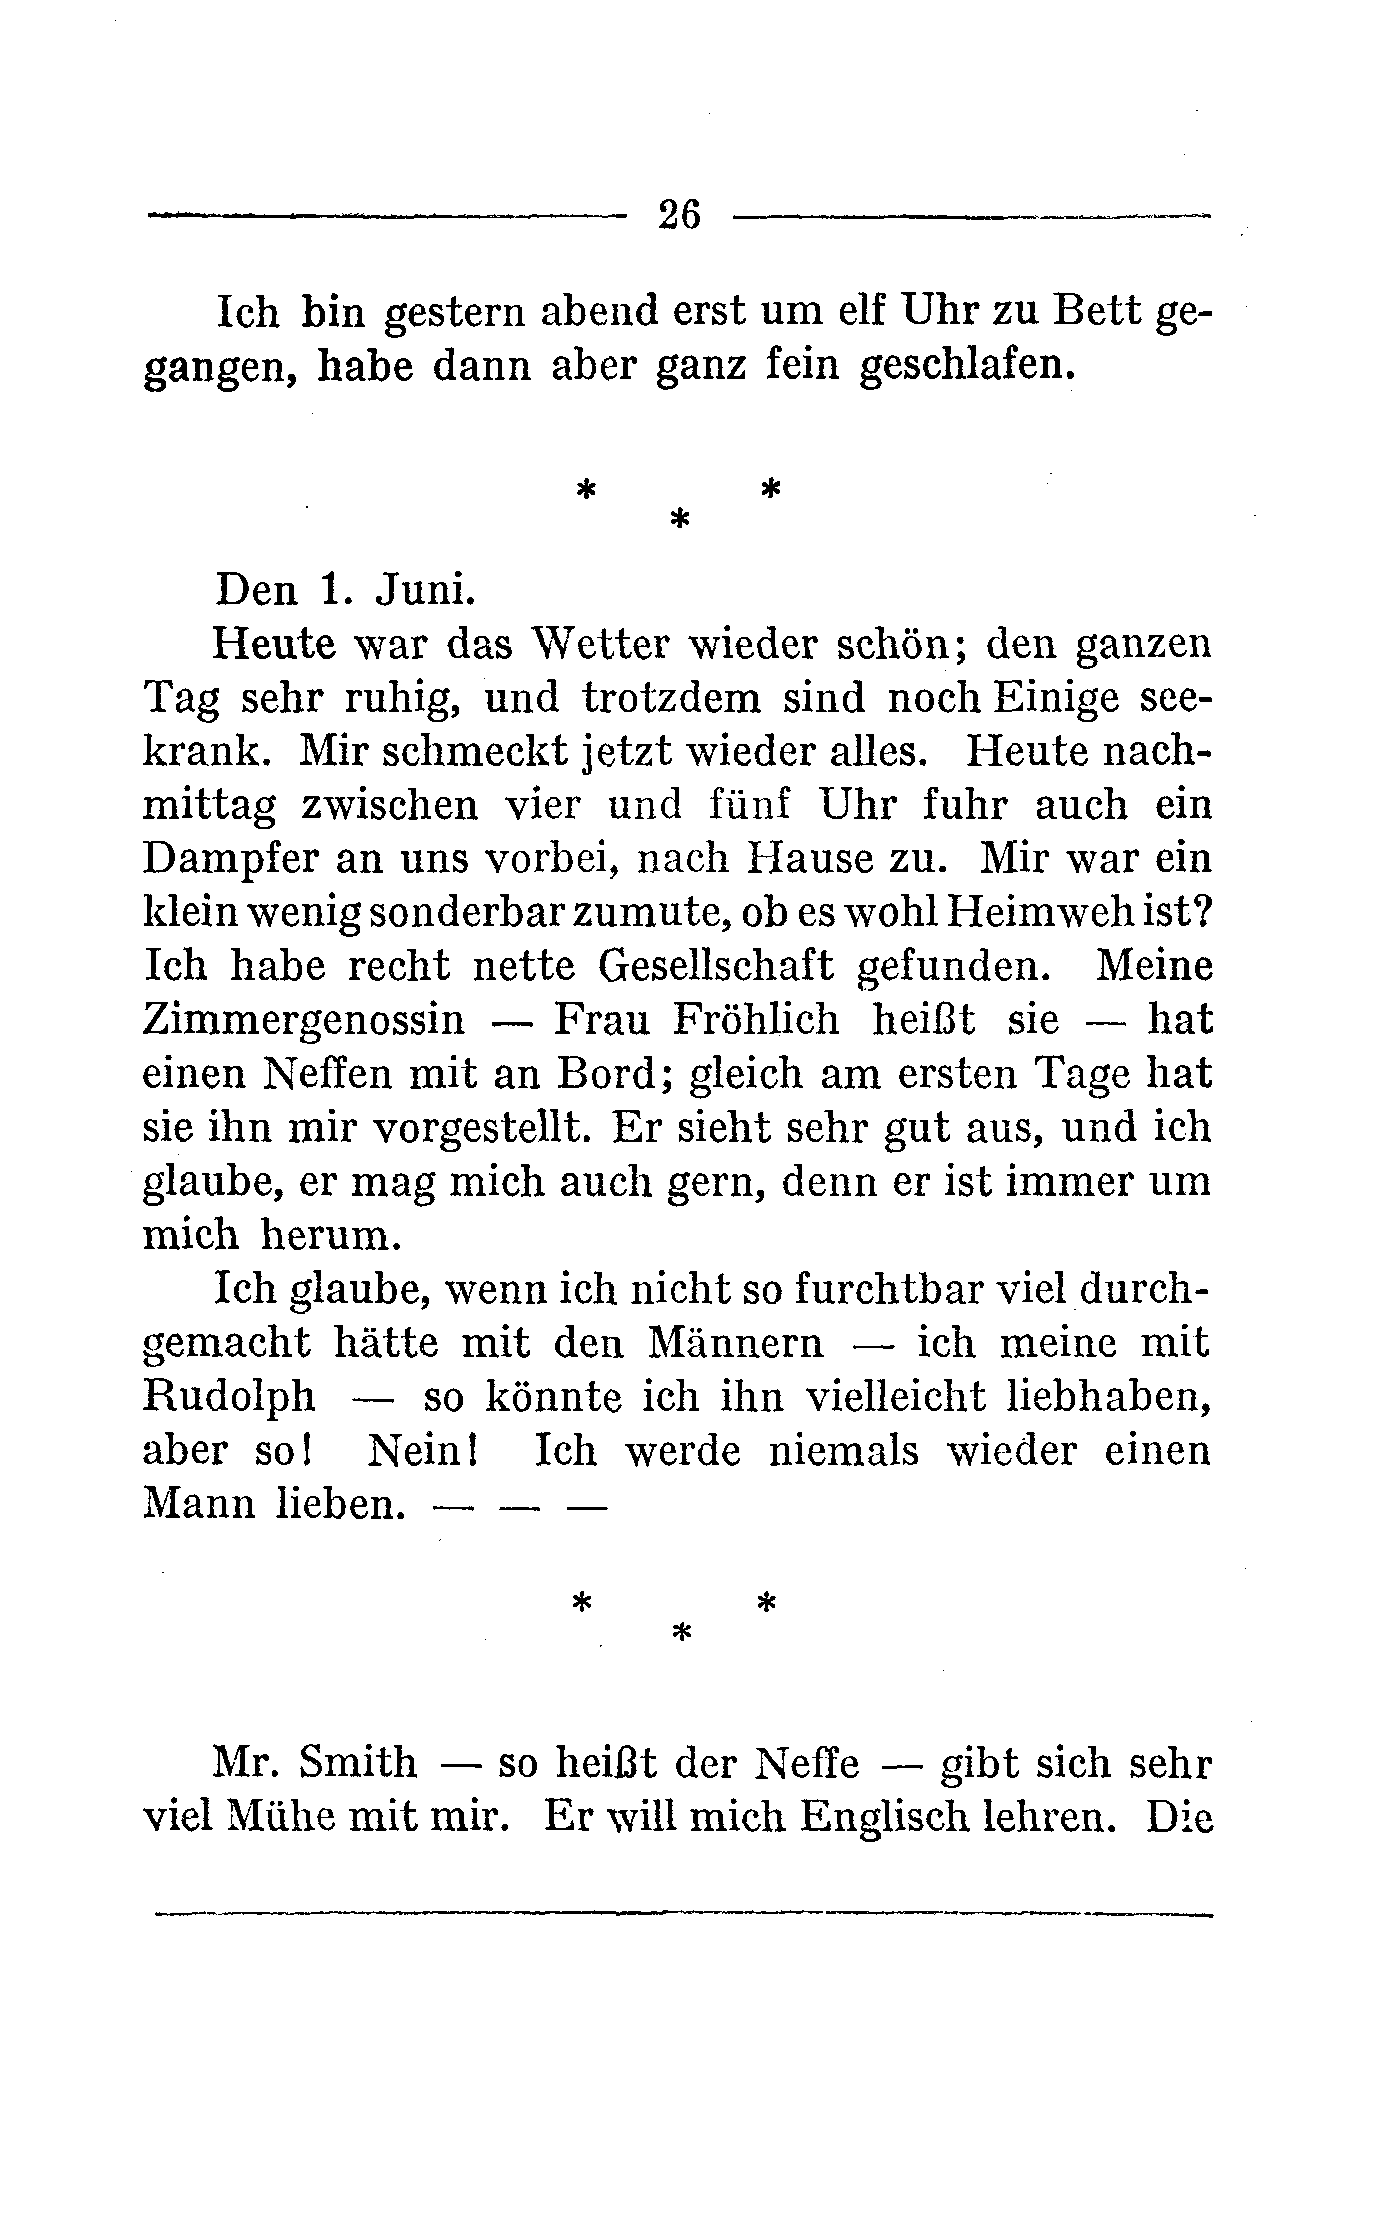 26
Ich bin gestern abend erst um elf Uhr zu Bett ge-
gangen, habe dann aber ganz fein geschlafen.
* *
*
Den 1. Juni.
Heute war das Wetter wieder schön; den ganzen
Tag sehr ruhig, und trotzdem sind noch Einige see-
krank. Mir schmeckt jetzt wieder alles. Heute nach-
mittag zwischen vier und fünf Uhr fuhr auch ein
Dampfer an uns vorbei, nach Hause zu. Mir war ein
klein wenig sonderbar zumute, ob es wohl Heimweh ist?
Ich habe recht nette Gesellschaft gefunden. Meine
Zimmergenossin — Frau Fröhlich heißt sie — hat
einen Neffen mit an Bord; gleich am ersten Tage hat
sie ihn mir vorgestellt. Er sieht sehr gut aus, und ich
glaube, er mag mich auch gern, denn er ist immer um
mich herum.
Ich glaube, wenn ich nicht so furchtbar viel durch-
gemacht hätte mit den Männern — ich meine mit
Rudolph — so könnte ich ihn vielleicht liebhaben,
aber so! Nein! Ich werde niemals wieder einen
Mann lieben. — — —
* *
*
Mr. Smith — so heißt der Neffe — gibt sich sehr
viel Mühe mit mir. Er will mich Englisch lehren. Die